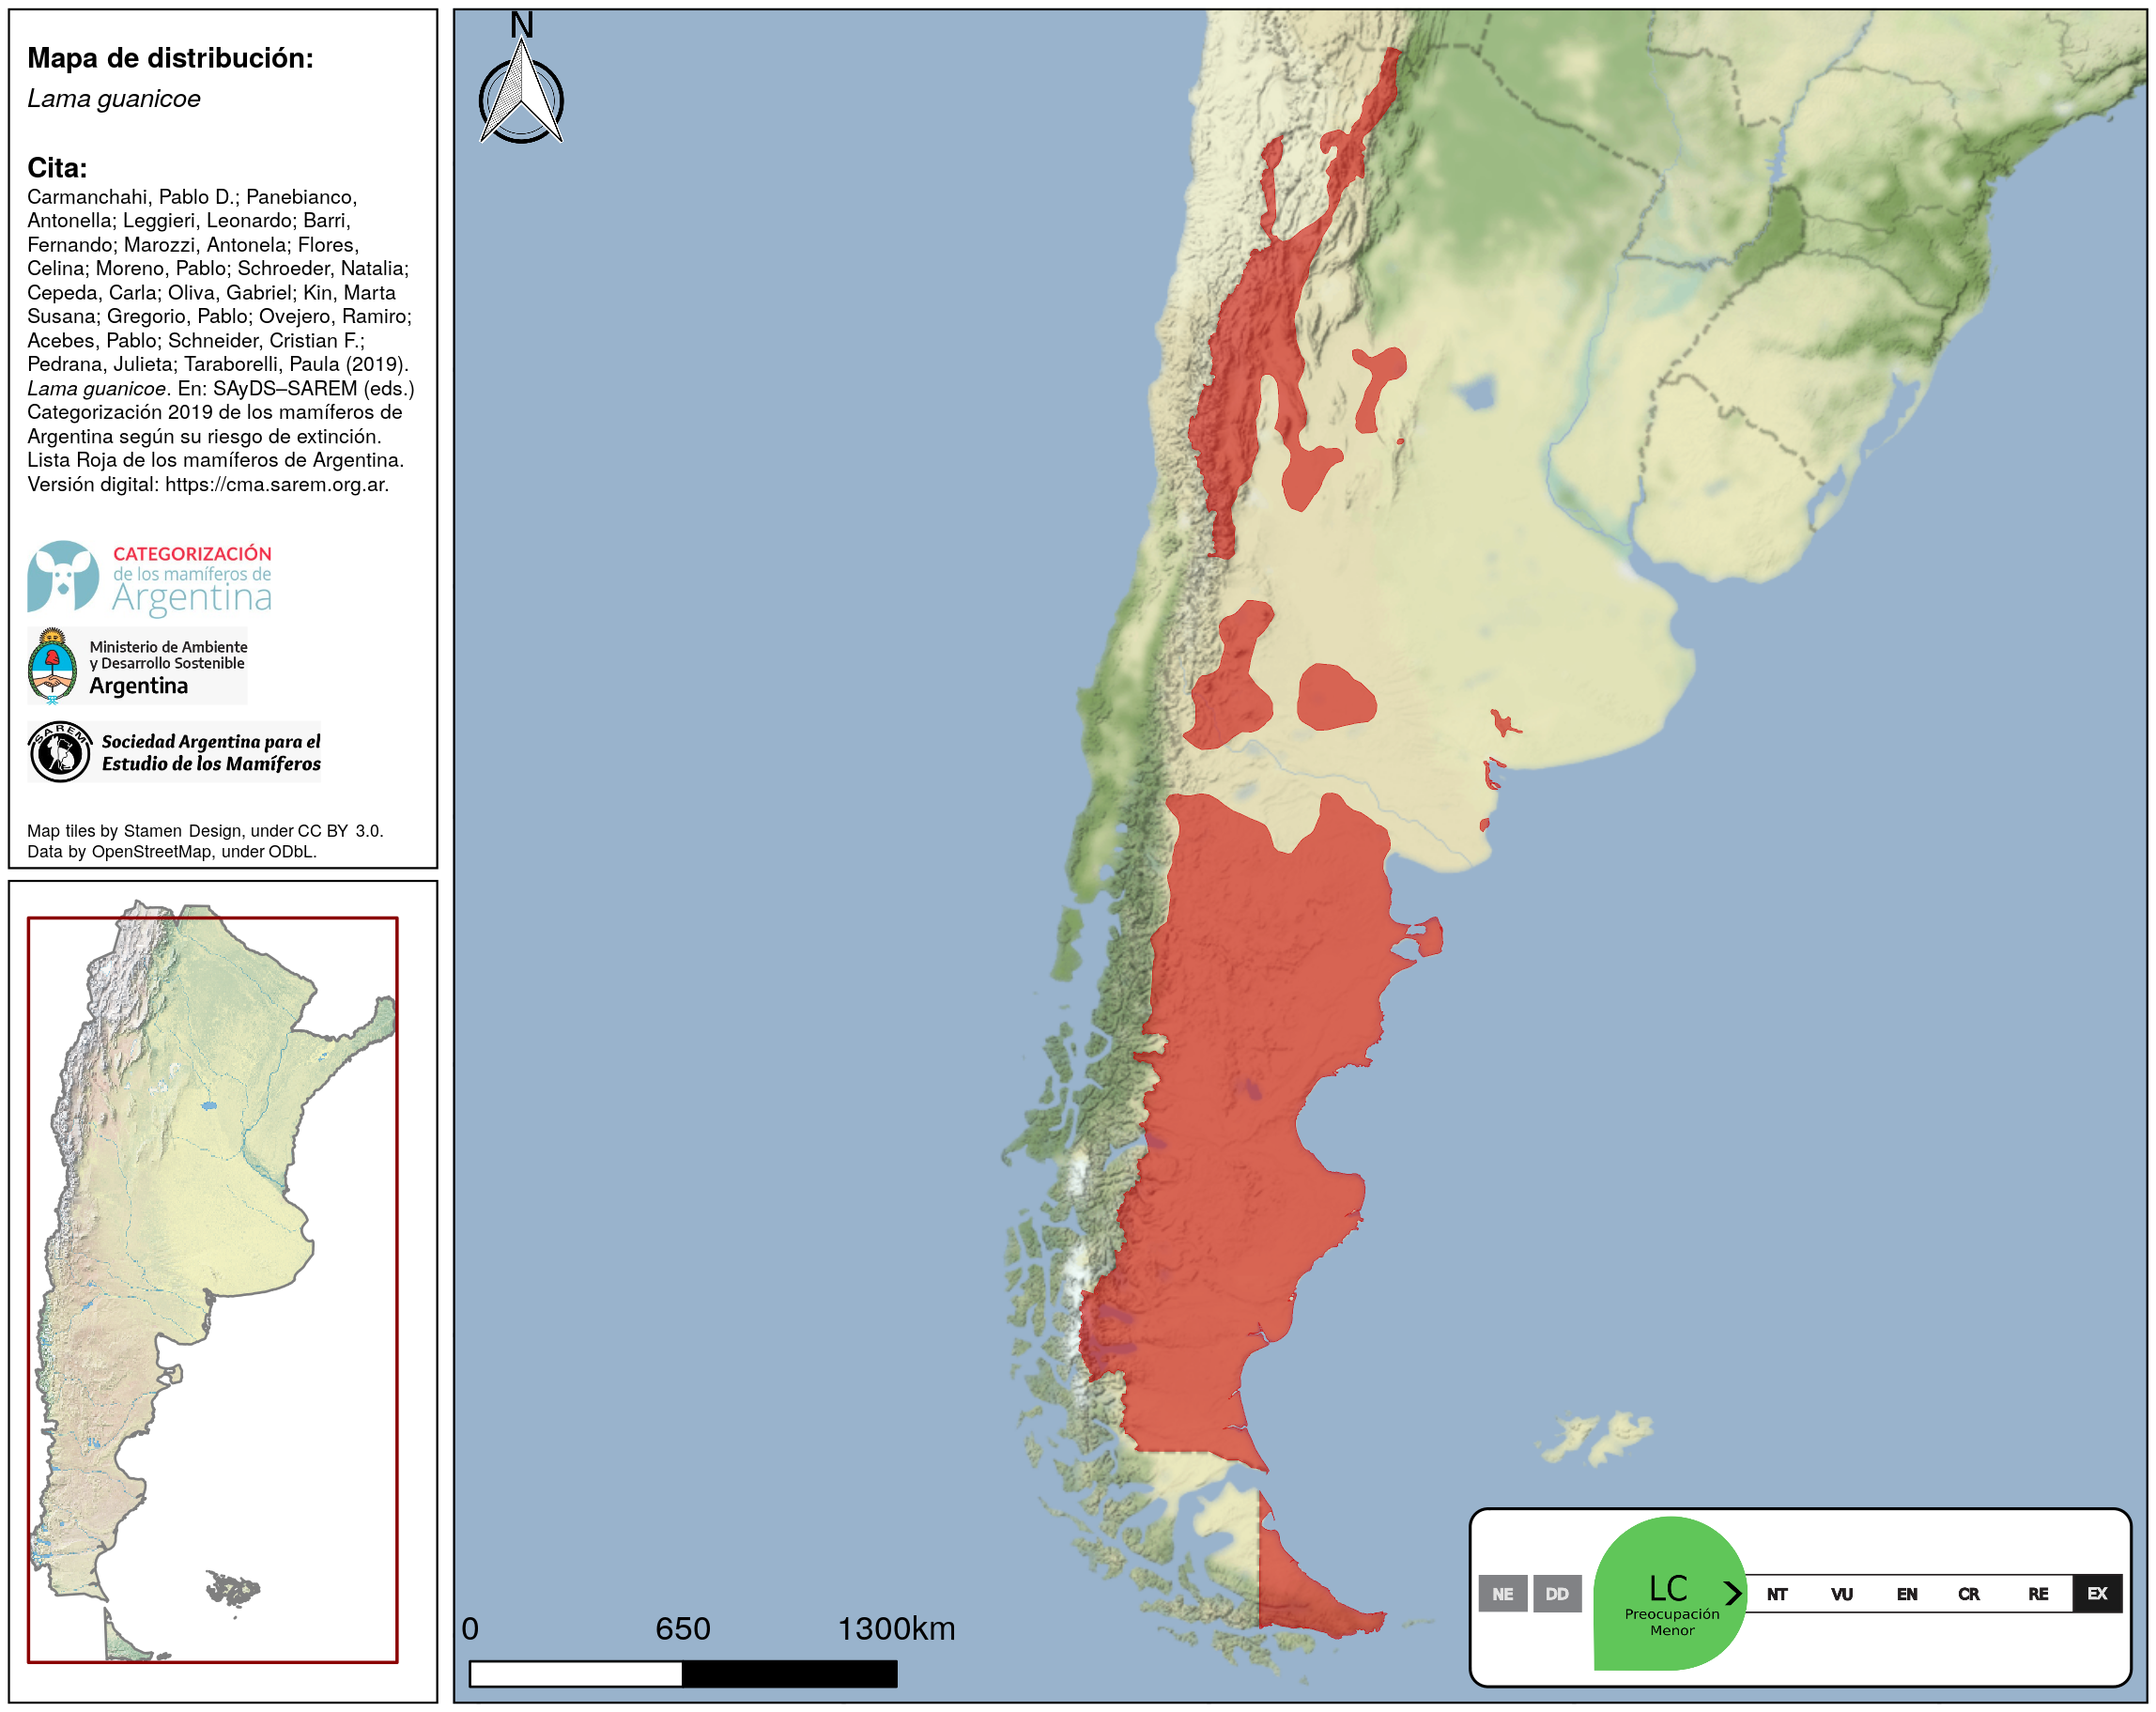 Mapa de distribución:
Lama guanicoe
Cita:
Carmanchahi, Pablo D.; Panebianco,
Antonella; Leggieri, Leonardo; Barri,
Fernando; Marozzi, Antonela; Flores,
Celina; Moreno, Pablo; Schroeder, Natalia;
Cepeda, Carla; Oliva, Gabriel; Kin, Marta
Susana; Gregorio, Pablo; Ovejero, Ramiro;
Acebes, Pablo; Schneider, Cristian F.;
Pedrana, Julieta; Taraborelli, Paula (2019).
Lama guanicoe. En: SAyDS–SAREM (eds.)
Categorización 2019 de los mamíferos de
Argentina según su riesgo de extinción.
Lista Roja de los mamíferos de Argentina.
Versión digital: https://cma.sarem.org.ar.
CATEGORIZACIÓN
de los mamíferos de
Argentina
Ministerio de Ambiente
y Desarrollo Sostenible
Argentina
SAREM
Sociedad Argentina para el
Estudio de los Mamíferos
Map tiles by Stamen Design, under CC BY 3.0.
Data by OpenStreetMap, under ODbL.
N
0 650 1300km
NE DD LC NT VU EN CR RE EX
Preocupación
Menor